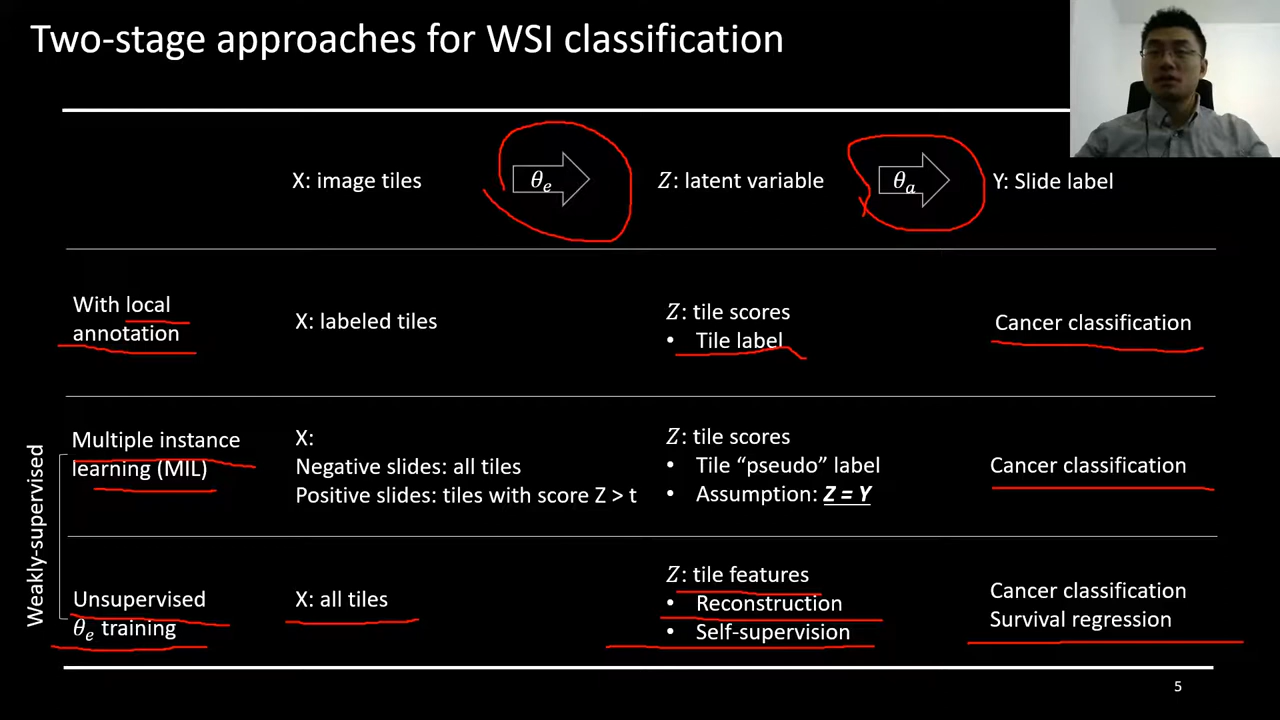 Two-stage approaches for WSI classification
X: image tiles
θe
Z: latent variable
θa
Y: Slide label
With local
annotation
X: labeled tiles
Z: tile scores
• Tile label
Cancer classification
Weakly-supervised
Multiple instance
learning (MIL)
X:
Negative slides: all tiles
Positive slides: tiles with score Z > t
Z: tile scores
• Tile “pseudo” label
• Assumption: Z = Y
Cancer classification
Unsupervised
θe training
X: all tiles
Z: tile features
• Reconstruction
• Self-supervision
Cancer classification
Survival regression
5